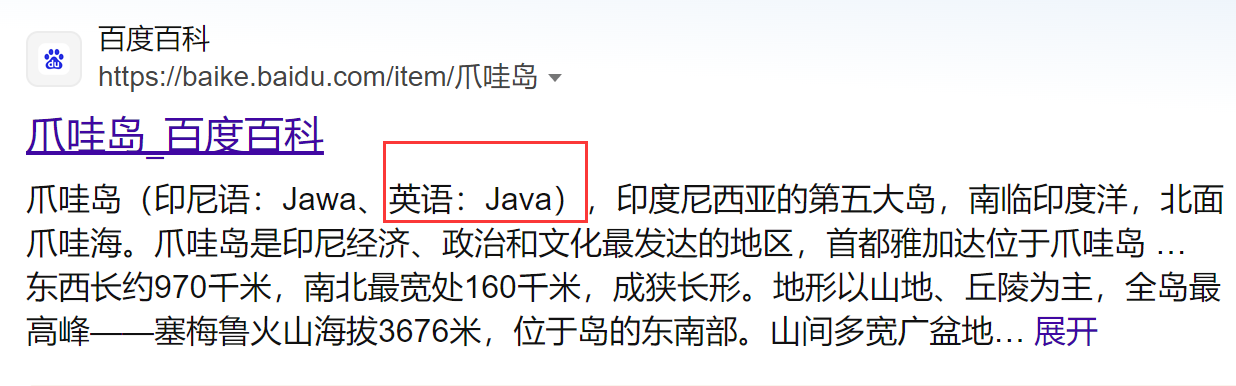 百度百科
https://baike.baidu.com/item/爪哇岛
爪哇岛_百度百科
爪哇岛（印尼语：Jawa、英语：Java），印度尼西亚的第五大岛，南临印度洋，北面
爪哇海。爪哇岛是印尼经济、政治和文化最发达的地区，首都雅加达位于爪哇岛 ...
东西长约970千米，南北最宽处160千米，成狭长形。地形以山地、丘陵为主，全岛最
高峰——塞梅鲁火山海拔3676米，位于岛的东南部。山间多宽广盆地... 展开